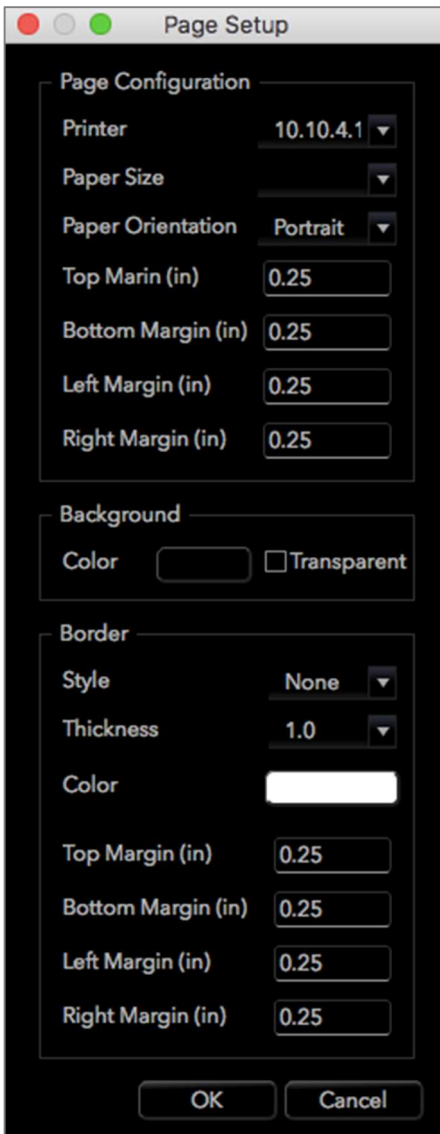 Page Setup
Page Configuration
Printer 10.10.4.1
Paper Size
Paper Orientation Portrait
Top Marin (in) 0.25
Bottom Margin (in) 0.25
Left Margin (in) 0.25
Right Margin (in) 0.25
Background
Color Transparent
Border
Style None
Thickness 1.0
Color
Top Margin (in) 0.25
Bottom Margin (in) 0.25
Left Margin (in) 0.25
Right Margin (in) 0.25
OK Cancel